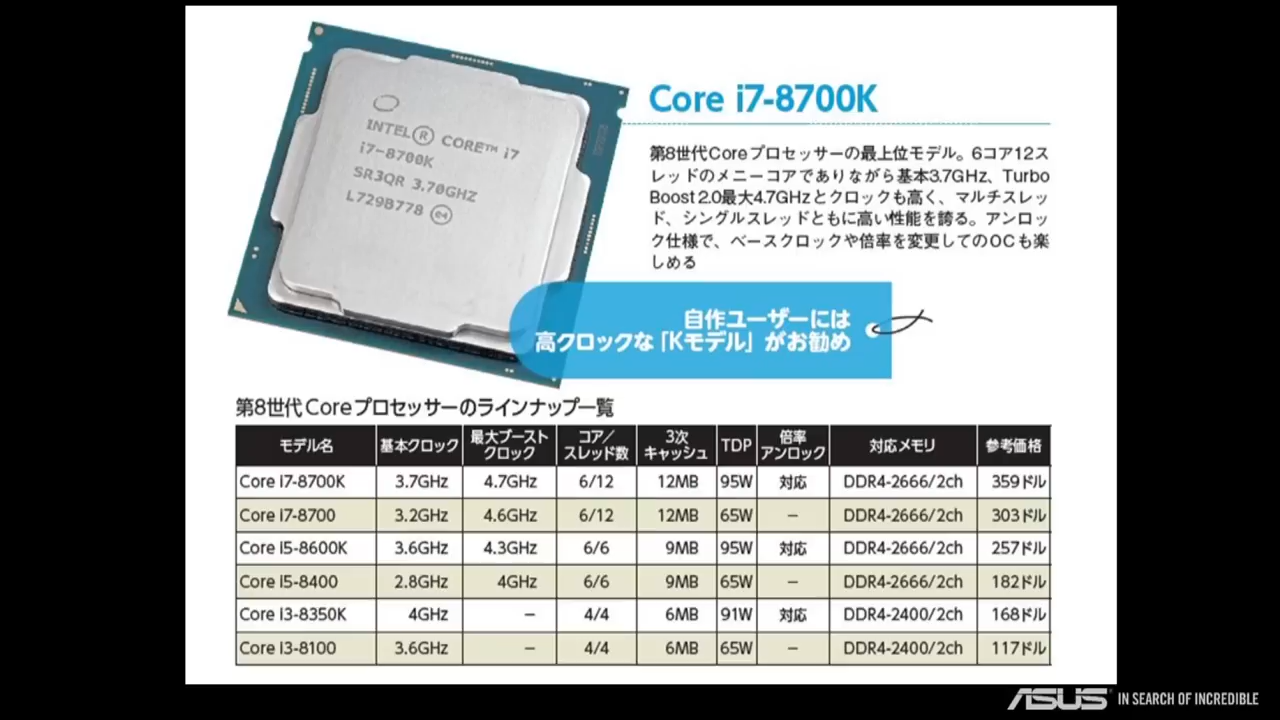 INTEL® CORE™ i7
i7-8700K
SR3QR 3.70GHZ
L729B778 e4
Core i7-8700K
第8世代Coreプロセッサーの最上位モデル。6コア12ス
レッドのメニーコアでありながら基本3.7GHz、Turbo
Boost 2.0最大4.7GHzとクロックも高く、マルチスレッ
ド、シングルスレッドともに高い性能を誇る。アンロッ
ク仕様で、ベースクロックや倍率を変更してのOCも楽
しめる
自作ユーザーには
高クロックな「Kモデル」がお勧め
第8世代Coreプロセッサーのラインナップ一覧
モデル名 基本クロック 最大ブーストクロック コア/スレッド数 3次キャッシュ TDP 倍率アンロック 対応メモリ 参考価格
Core i7-8700K 3.7GHz 4.7GHz 6/12 12MB 95W 対応 DDR4-2666/2ch 359ドル
Core i7-8700 3.2GHz 4.6GHz 6/12 12MB 65W − DDR4-2666/2ch 303ドル
Core i5-8600K 3.6GHz 4.3GHz 6/6 9MB 95W 対応 DDR4-2666/2ch 257ドル
Core i5-8400 2.8GHz 4GHz 6/6 9MB 65W − DDR4-2666/2ch 182ドル
Core i3-8350K 4GHz − 4/4 6MB 91W 対応 DDR4-2400/2ch 168ドル
Core i3-8100 3.6GHz − 4/4 6MB 65W − DDR4-2400/2ch 117ドル
ASUS IN SEARCH OF INCREDIBLE